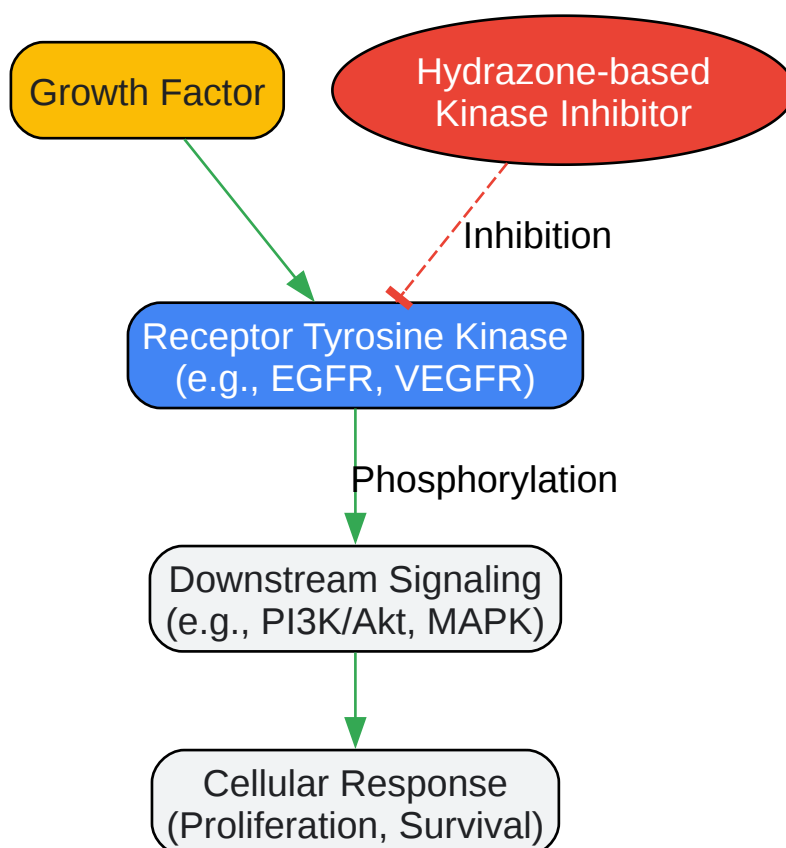 Growth Factor
Hydrazone-based
Kinase Inhibitor
Inhibition
Receptor Tyrosine Kinase
(e.g., EGFR, VEGFR)
Phosphorylation
Downstream Signaling
(e.g., PI3K/Akt, MAPK)
Cellular Response
(Proliferation, Survival)